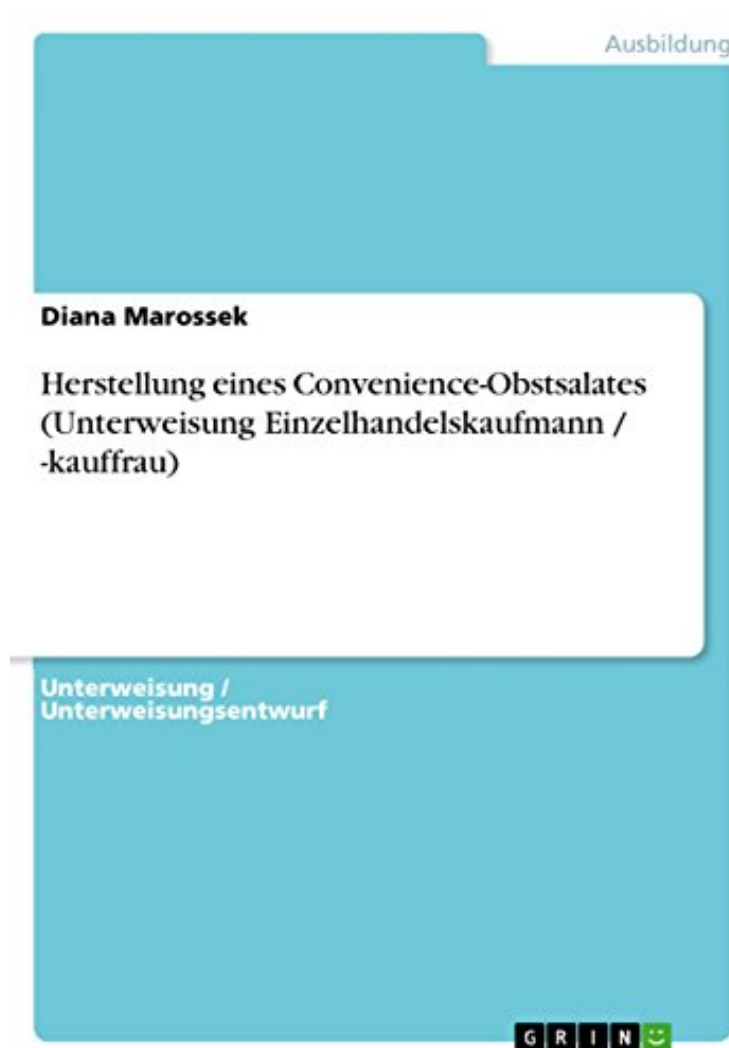 Ausbildung
Diana Marossek
Herstellung eines Convenience-Obstsalates
(Unterweisung Einzelhandelskaufmann /
-kauffrau)
Unterweisung /
Unterweisungsentwurf
GRIN